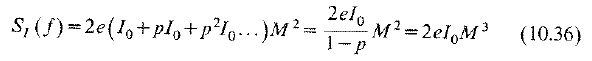 S_I(f) = 2e(I_0 + pI_0 + p^2I_0...)M^2 = \frac{2eI_0}{1-p} M^2 = 2eI_0M^3 (10.36)